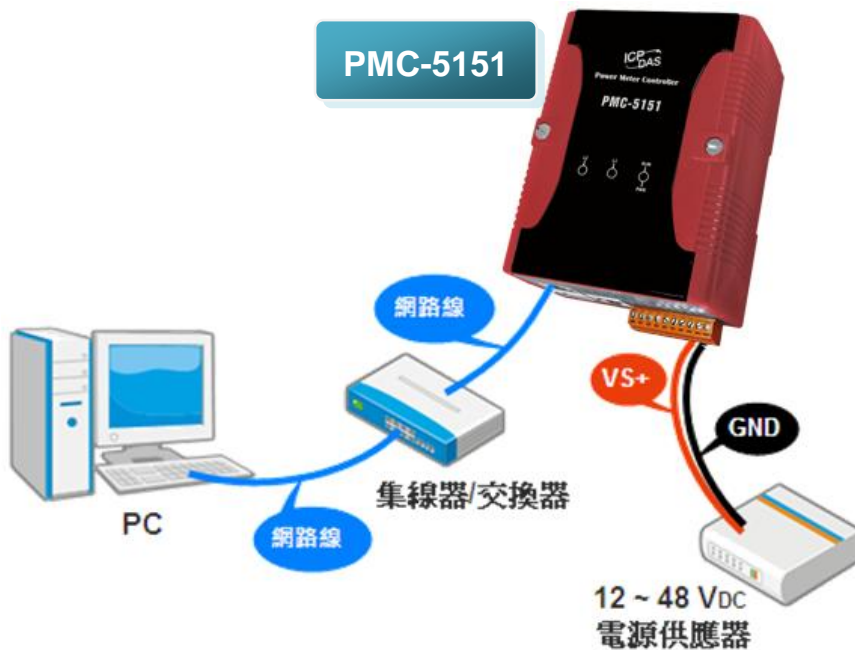 PMC-5151
ICP
DAS
Power Meter Controller
PMC-5151
網路線
VS+
GND
集線器/交換器
PC
網路線
12 ~ 48 VDC
電源供應器